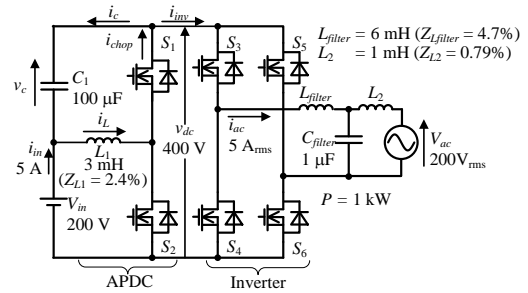 i_c
i_inv
i_chop
S_1
S_3
S_5
L_filter = 6 mH (Z_Lfilter = 4.7%)
L_2 = 1 mH (Z_L2 = 0.79%)
v_c
C_1
100 μF
L_filter
L_2
i_L
v_dc
400 V
i_ac
5 A_rms
i_in
5 A
L_1
3 mH
(Z_L1 = 2.4%)
C_filter
1 μF
V_ac
200V_rms
V_in
200 V
P = 1 kW
S_2
S_4
S_6
APDC
Inverter